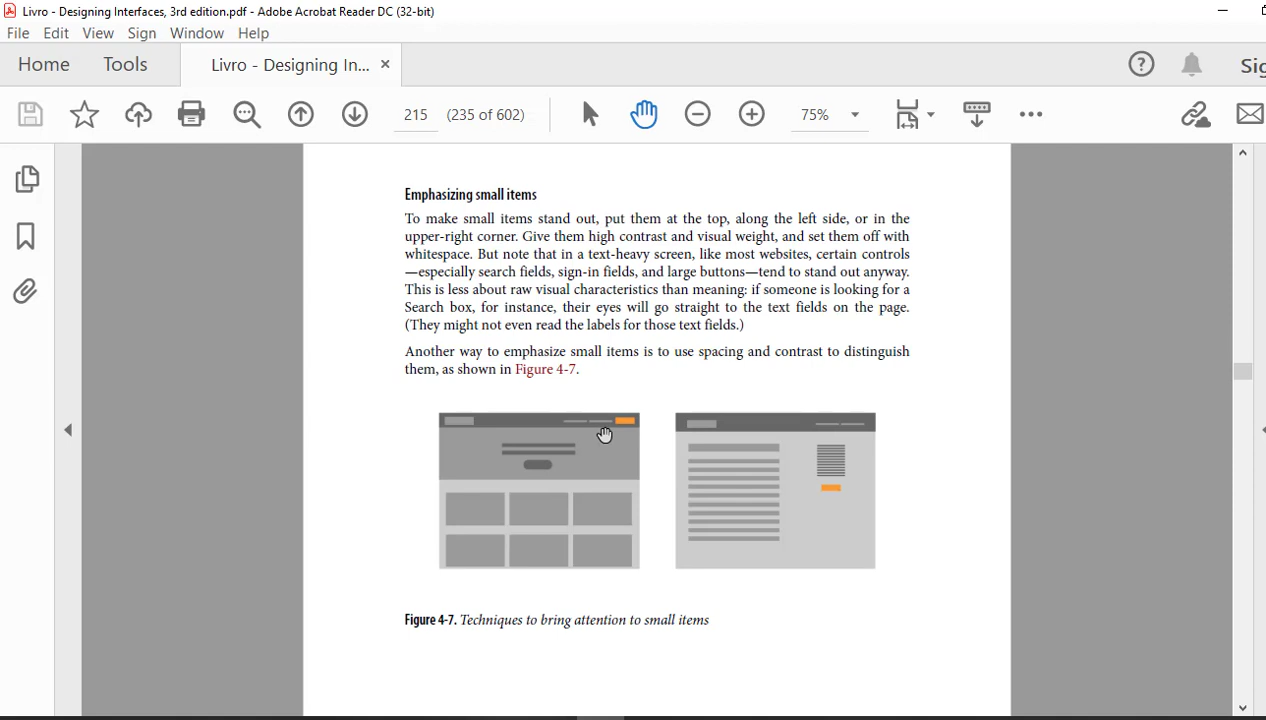 Livro - Designing Interfaces, 3rd edition.pdf - Adobe Acrobat Reader DC (32-bit)
File Edit View Sign Window Help
Home Tools Livro - Designing In... × Sig
215 (235 of 602) 75%
Emphasizing small items
To make small items stand out, put them at the top, along the left side, or in the
upper-right corner. Give them high contrast and visual weight, and set them off with
whitespace. But note that in a text-heavy screen, like most websites, certain controls
—especially search fields, sign-in fields, and large buttons—tend to stand out anyway.
This is less about raw visual characteristics than meaning: if someone is looking for a
Search box, for instance, their eyes will go straight to the text fields on the page.
(They might not even read the labels for those text fields.)
Another way to emphasize small items is to use spacing and contrast to distinguish
them, as shown in Figure 4-7.
Figure 4-7. Techniques to bring attention to small items